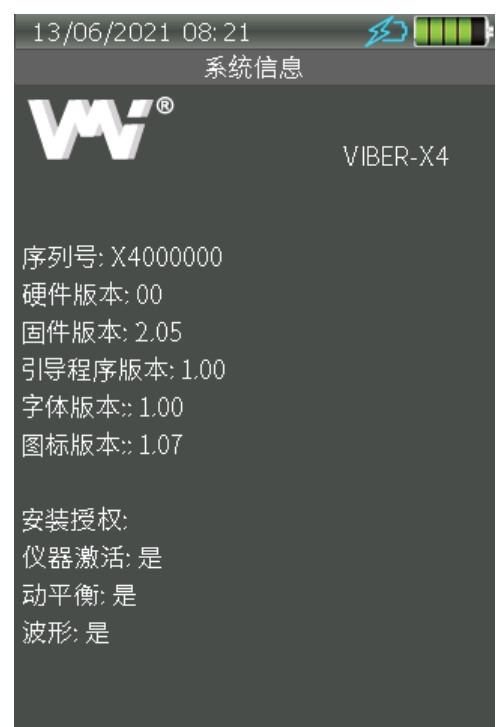 13/06/2021 08:21
系统信息
VMI®
VIBER-X4
序列号: X4000000
硬件版本: 00
固件版本: 2.05
引导程序版本: 1.00
字体版本:: 1.00
图标版本:: 1.07
安装授权:
仪器激活: 是
动平衡: 是
波形: 是